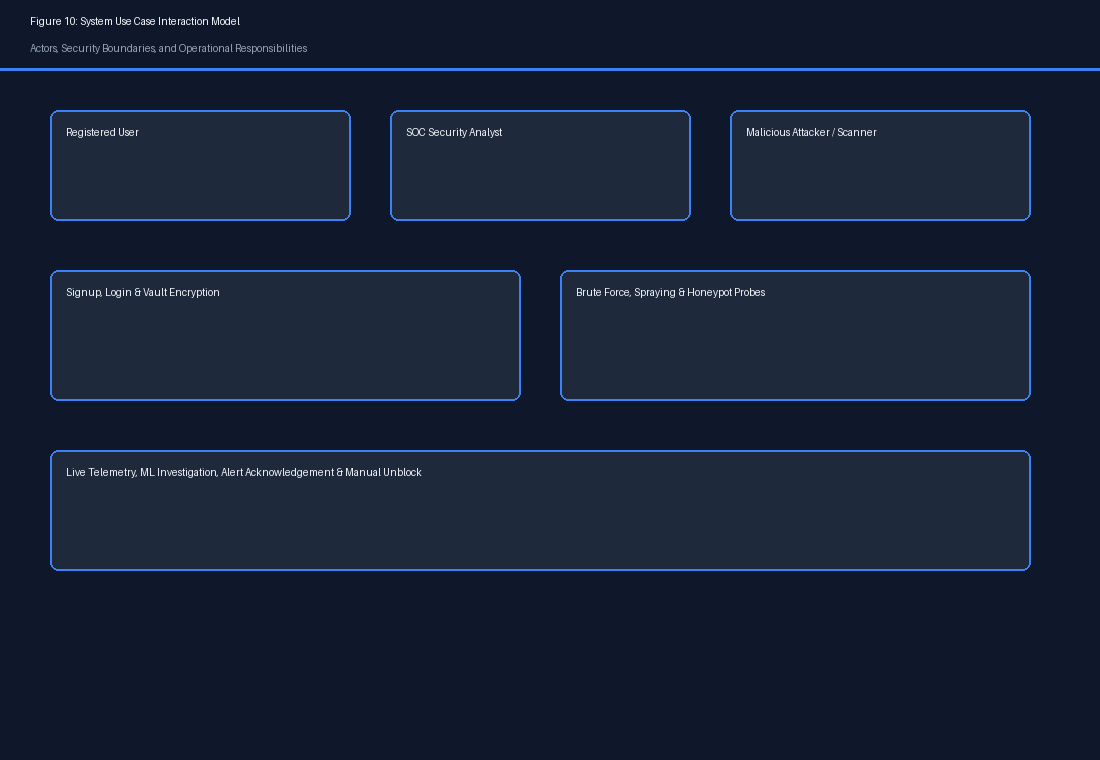 Figure 10: System Use Case Interaction Model
Actors, Security Boundaries, and Operational Responsibilities
Registered User
SOC Security Analyst
Malicious Attacker / Scanner
Signup, Login & Vault Encryption
Brute Force, Spraying & Honeypot Probes
Live Telemetry, ML Investigation, Alert Acknowledgement & Manual Unblock